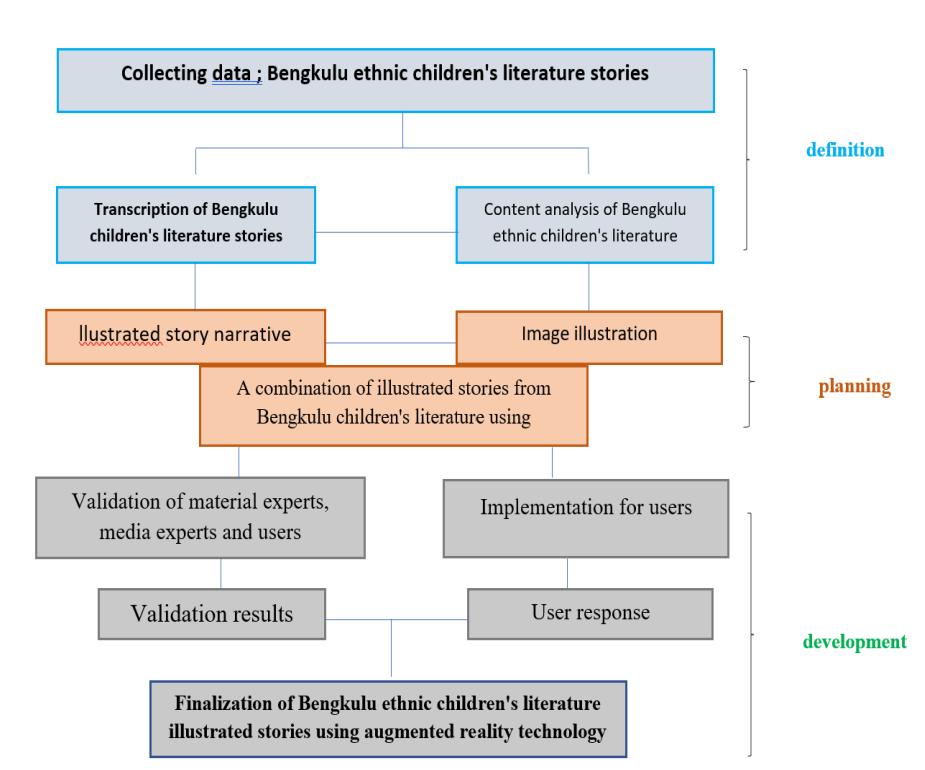 Collecting data ; Bengkulu ethnic children's literature stories
definition
Transcription of Bengkulu
children's literature stories
Content analysis of Bengkulu
ethnic children's literature
llustrated story narrative
Image illustration
planning
A combination of illustrated stories from
Bengkulu children's literature using
Validation of material experts,
media experts and users
Implementation for users
Validation results
User response
development
Finalization of Bengkulu ethnic children's literature
illustrated stories using augmented reality technology